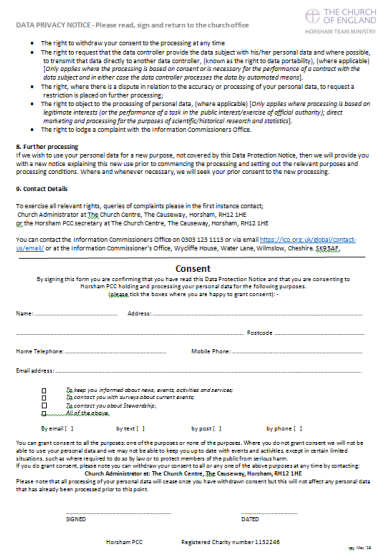 THE CHURCH
OF ENGLAND
HORSHAM TEAM MINISTRY
DATA PRIVACY NOTICE - Please read, sign and return to the church office
• The right to withdraw your consent to the processing at any time
• The right to request that the data controller provide the data subject with his/her personal data and where possible,
to transmit that data directly to another data controller, (known as the right to data portability), (where applicable)
[Only applies where the processing is based on consent or is necessary for the performance of a contract with the
data subject and in either case the data controller processes the data by automated means].
• The right, where there is a dispute in relation to the accuracy or processing of your personal data, to request a
restriction is placed on further processing;
• The right to object to the processing of personal data, (where applicable) [Only applies where processing is based on
legitimate interests (or the performance of a task in the public interest/exercise of official authority); direct
marketing and processing for the purposes of scientific/historical research and statistics].
• The right to lodge a complaint with the Information Commissioners Office.
8. Further processing
If we wish to use your personal data for a new purpose, not covered by this Data Protection Notice, then we will provide you
with a new notice explaining this new use prior to commencing the processing and setting out the relevant purposes and
processing conditions. Where and whenever necessary, we will seek your prior consent to the new processing.
9. Contact Details
To exercise all relevant rights, queries of complaints please in the first instance contact;
Church Administrator at The Church Centre, The Causeway, Horsham, RH12 1HE
or the Horsham PCC secretary at The Church Centre, The Causeway, Horsham, RH12 1HE
You can contact the Information Commissioners Office on 0303 123 1113 or via email https://ico.org.uk/global/contact-
us/email/ or at the Information Commissioner's Office, Wycliffe House, Water Lane, Wilmslow, Cheshire. SK95AF.
Consent
By signing this form you are confirming that you have read this Data Protection Notice and that you are consenting to
Horsham PCC holding and processing your personal data for the following purposes.
(please tick the boxes where you are happy to grant consent): -
Name: Address:
Postcode
Home Telephone: Mobile Phone:
Email address:
To keep you informed about news, events, activities and services;
To contact you with surveys about current events;
To contact you about Stewardship;
All of the above.
By email [ ] by text [ ] by post [ ] by phone [ ]
You can grant consent to all the purposes; one of the purposes or none of the purposes. Where you do not grant consent we will not be
able to use your personal data and we may not be able to keep you up to date with events and activities, except in certain limited
situations, such as where required to do so by law or to protect members of the public from serious harm.
If you do grant consent, please note you can withdraw your consent to all or any one of the above purposes at any time by contacting:
Church Administrator at: The Church Centre, The Causeway, Horsham, RH12 1HE
Please note that all processing of your personal data will cease once you have withdrawn consent but this will not affect any personal data
that has already been processed prior to this point.
SIGNED DATED
Horsham PCC Registered Charity number 1132246
May '18